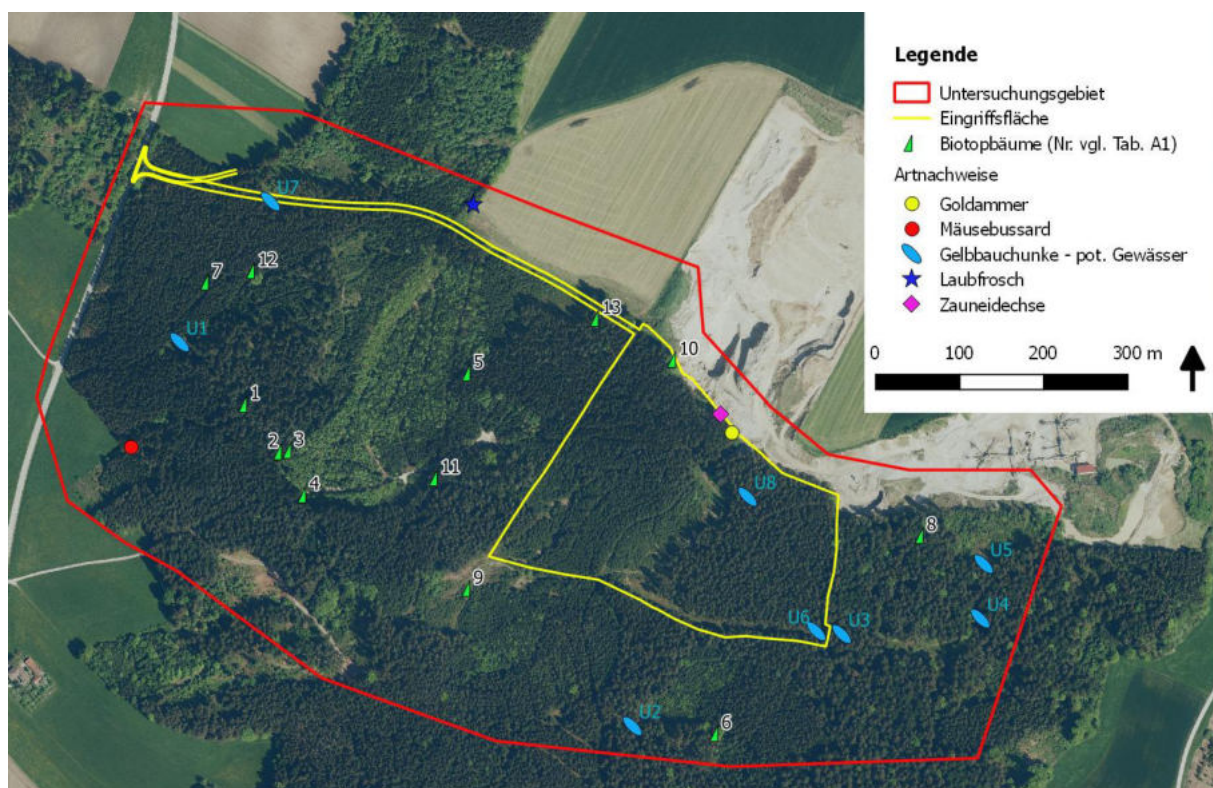 Legende
Untersuchungsgebiet
Eingriffsfläche
Biotopbäume (Nr. vgl. Tab. A1)
Artnachweise
Goldammer
Mäusebussard
Gelbbauchunke - pot. Gewässer
Laubfrosch
Zauneidechse
0 100 200 300 m
U7
12
7
U1
13
10
5
1
2 3
4
11
U8
8
U5
9
U6 U3
U4
U2
6